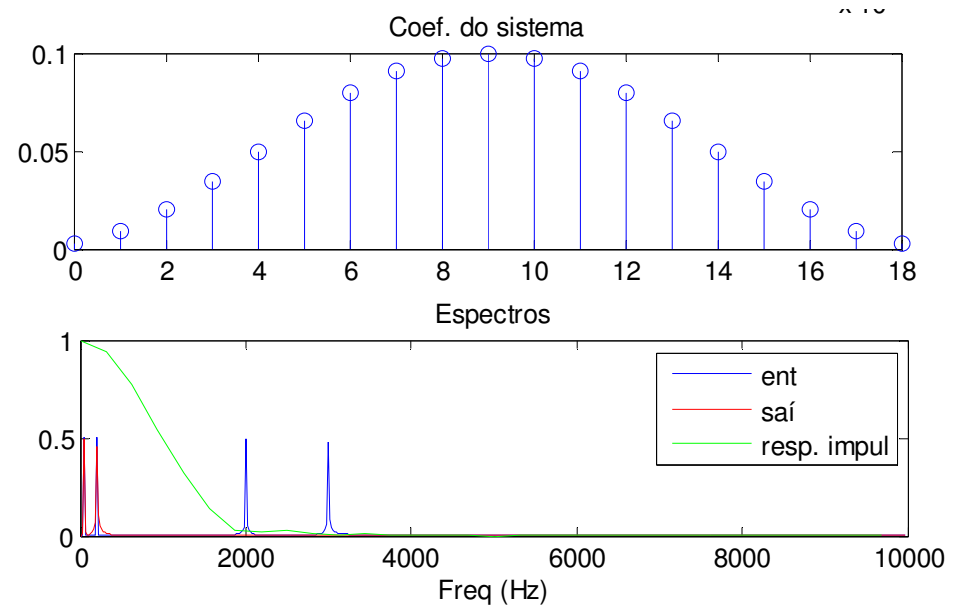 Coef. do sistema
0.1
0.05
0
0 2 4 6 8 10 12 14 16 18
Espectros
1
0.5
0
ent
saí
resp. impul
0 2000 4000 6000 8000 10000
Freq (Hz)